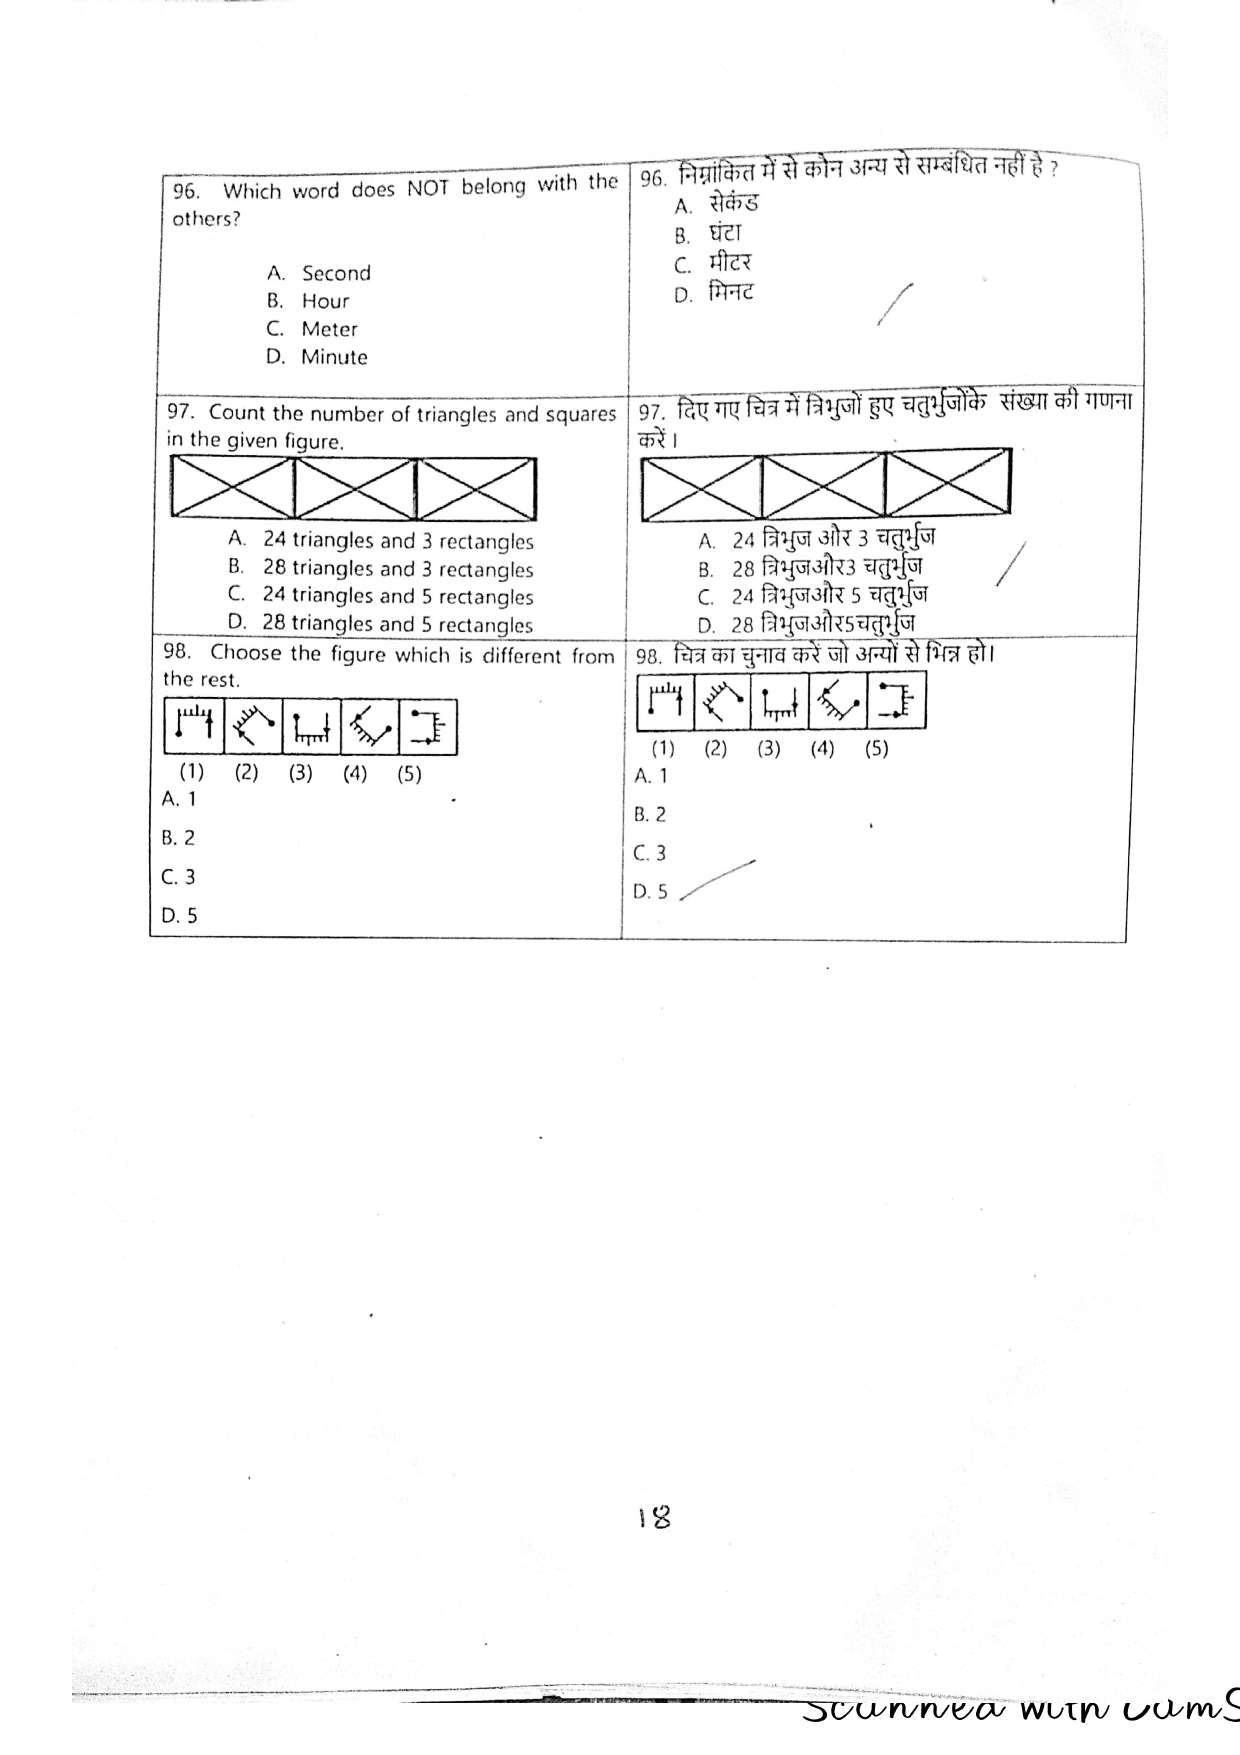 96. Which word does NOT belong with the
others?
A. Second
B. Hour
C. Meter
D. Minute
96. निम्नांकित में से कौन अन्य से सम्बंधित नहीं है ?
A. सेकंड
B. घंटा
C. मीटर
D. मिनट
97. Count the number of triangles and squares
in the given figure.
A. 24 triangles and 3 rectangles
B. 28 triangles and 3 rectangles
C. 24 triangles and 5 rectangles
D. 28 triangles and 5 rectangles
97. दिए गए चित्र में त्रिभुजों हुए चतुर्भुजोंके संख्या की गणना
करें ।
A. 24 त्रिभुज और 3 चतुर्भुज
B. 28 त्रिभुजऔर3 चतुर्भुज
C. 24 त्रिभुजऔर 5 चतुर्भुज
D. 28 त्रिभुजऔर5चतुर्भुज
98. Choose the figure which is different from
the rest.
(1) (2) (3) (4) (5)
A. 1
B. 2
C. 3
D. 5
98. चित्र का चुनाव करें जो अन्यों से भिन्न हो।
(1) (2) (3) (4) (5)
A. 1
B. 2
C. 3
D. 5
18
Scanned with CamS